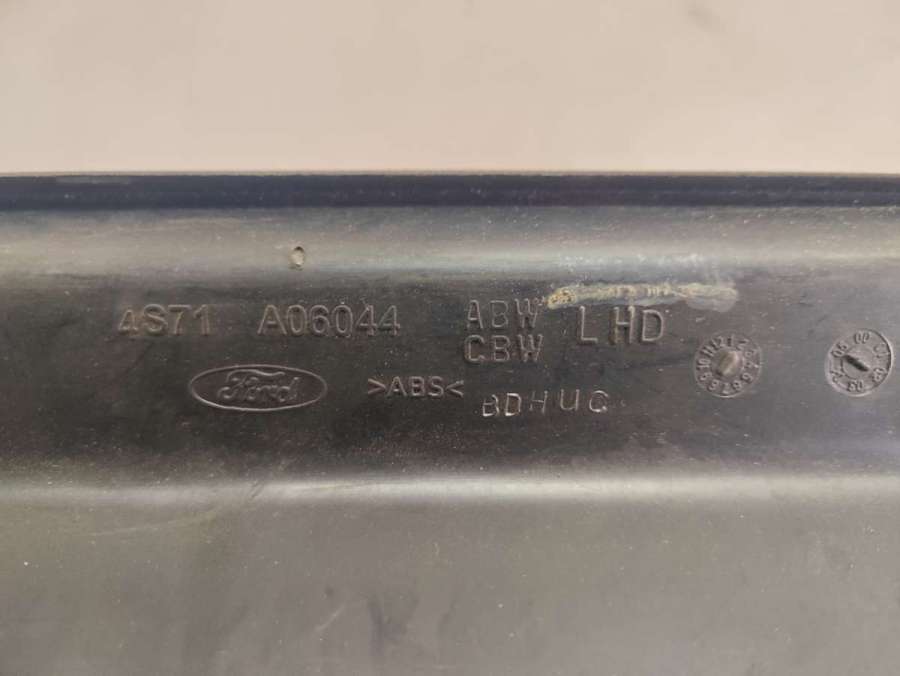 4S71 A06044 ABW LHD
CBW
Ford >ABS< BDHUC